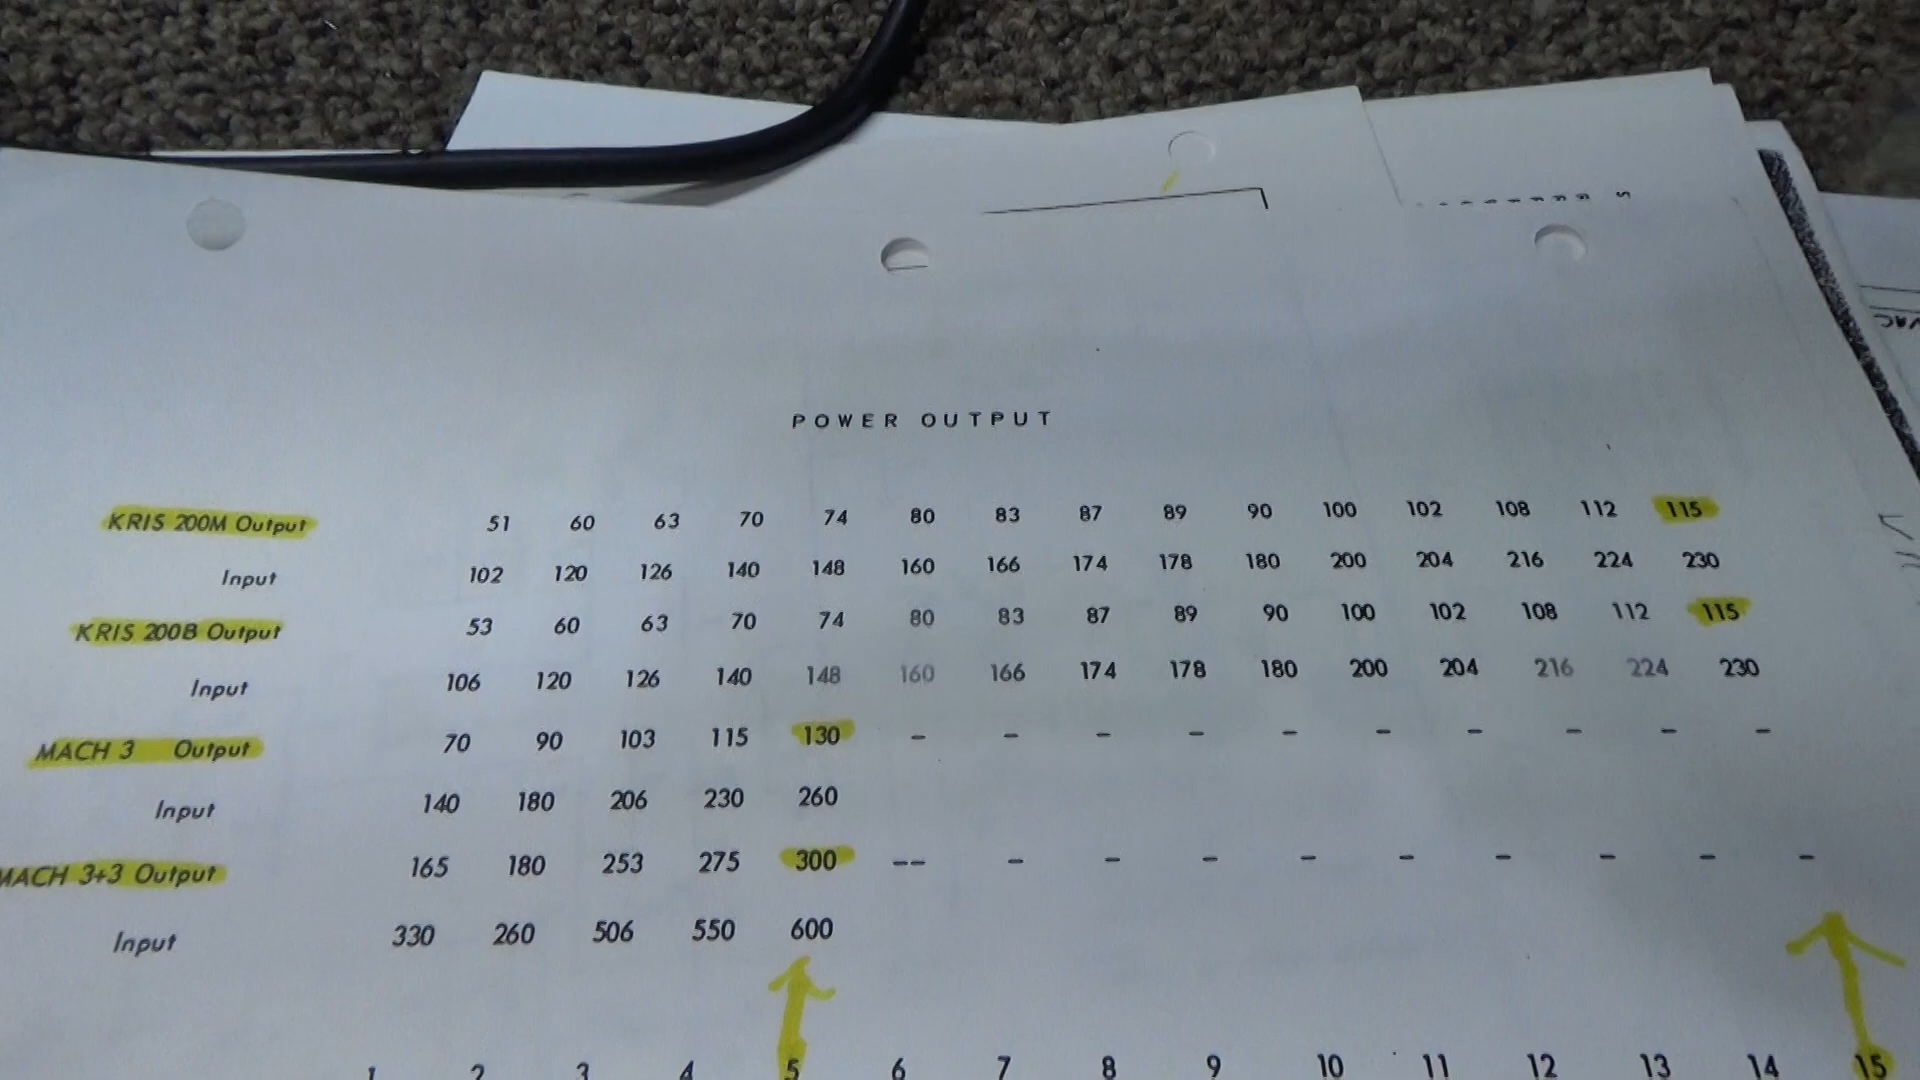 POWER OUTPUT
KRIS 200M Output 51 60 63 70 74 80 83 87 89 90 100 102 108 112 115
Input 102 120 126 140 148 160 166 174 178 180 200 204 216 224 230
KRIS 200B Output 53 60 63 70 74 80 83 87 89 90 100 102 108 112 115
Input 106 120 126 140 148 160 166 174 178 180 200 204 216 224 230
MACH 3 Output 70 90 103 115 130 - - - - - - - - - -
Input 140 180 206 230 260
MACH 3+3 Output 165 180 253 275 300 -- - - - - - - - - -
Input 330 260 506 550 600
1 2 3 4 5 6 7 8 9 10 11 12 13 14 15
VAC